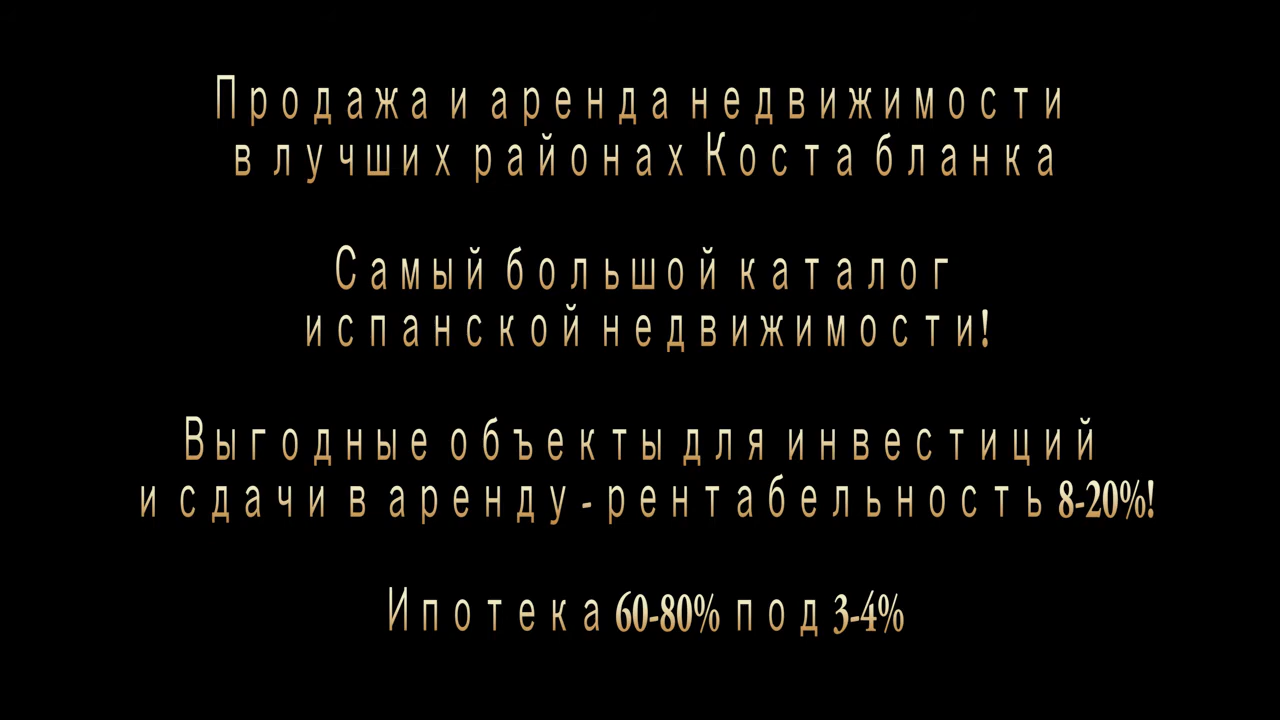 Продажа и аренда недвижимости
в лучших районах Коста бланка
Самый большой каталог
испанской недвижимости!
Выгодные объекты для инвестиций
и сдачи в аренду - рентабельность 8-20%!
Ипотека 60-80% под 3-4%